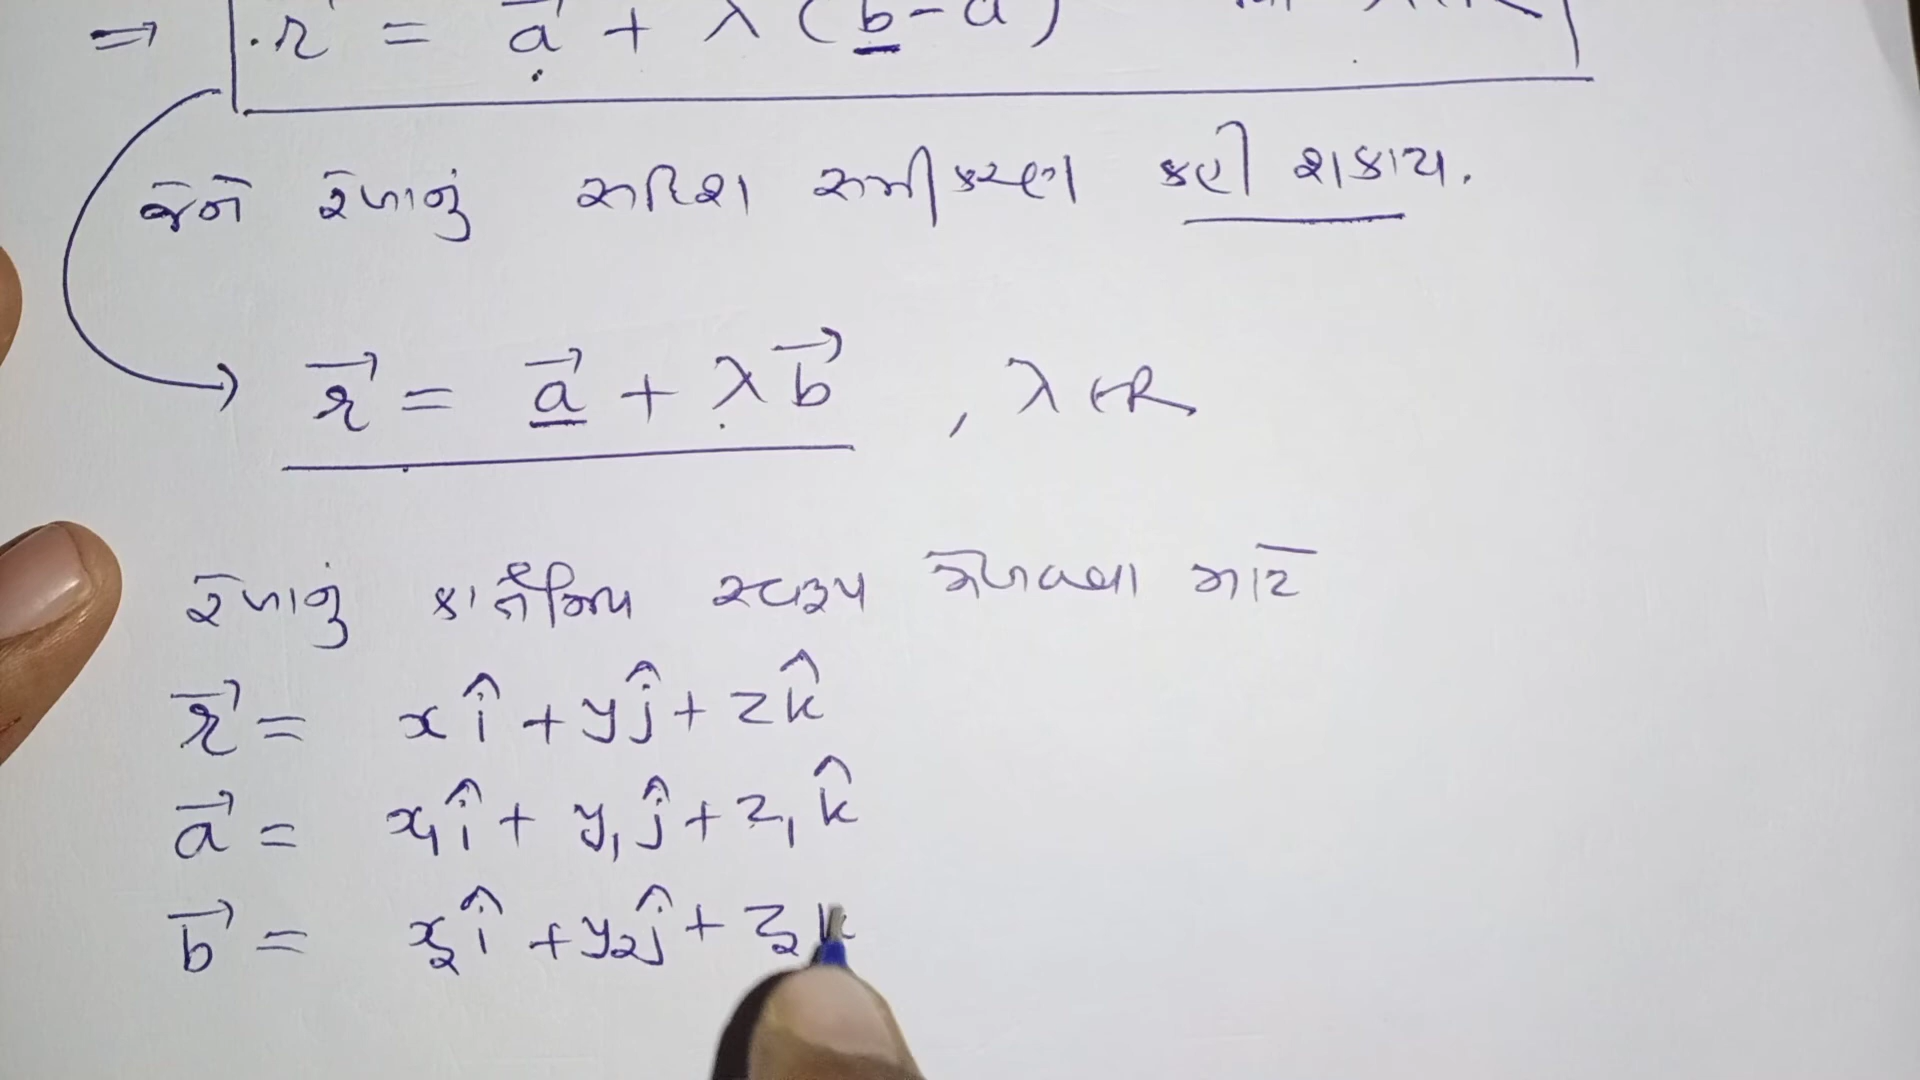 ⇒ r⃗ = a⃗ + λ (b - a)
જેને રેખાનું સદિશ સમીકરણ કહી શકાય.
r⃗ = a⃗ + λb⃗ , λ ∈ R
રેખાનું કાર્તેઝિય સ્વરૂપ મેળવવા માટે
r⃗ = xî + yĵ + zk̂
a⃗ = x₁î + y₁ĵ + z₁k̂
b⃗ = x₂î + y₂ĵ + z₂k